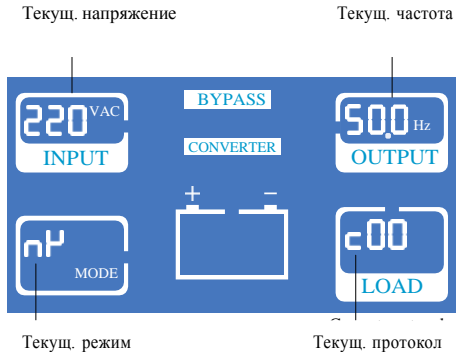 Текущ. напряжение
Текущ. частота
220 VAC
INPUT
BYPASS
CONVERTER
50.0 Hz
OUTPUT
+ −
MODE
c00
LOAD
Текущ. режим
Текущ. протокол